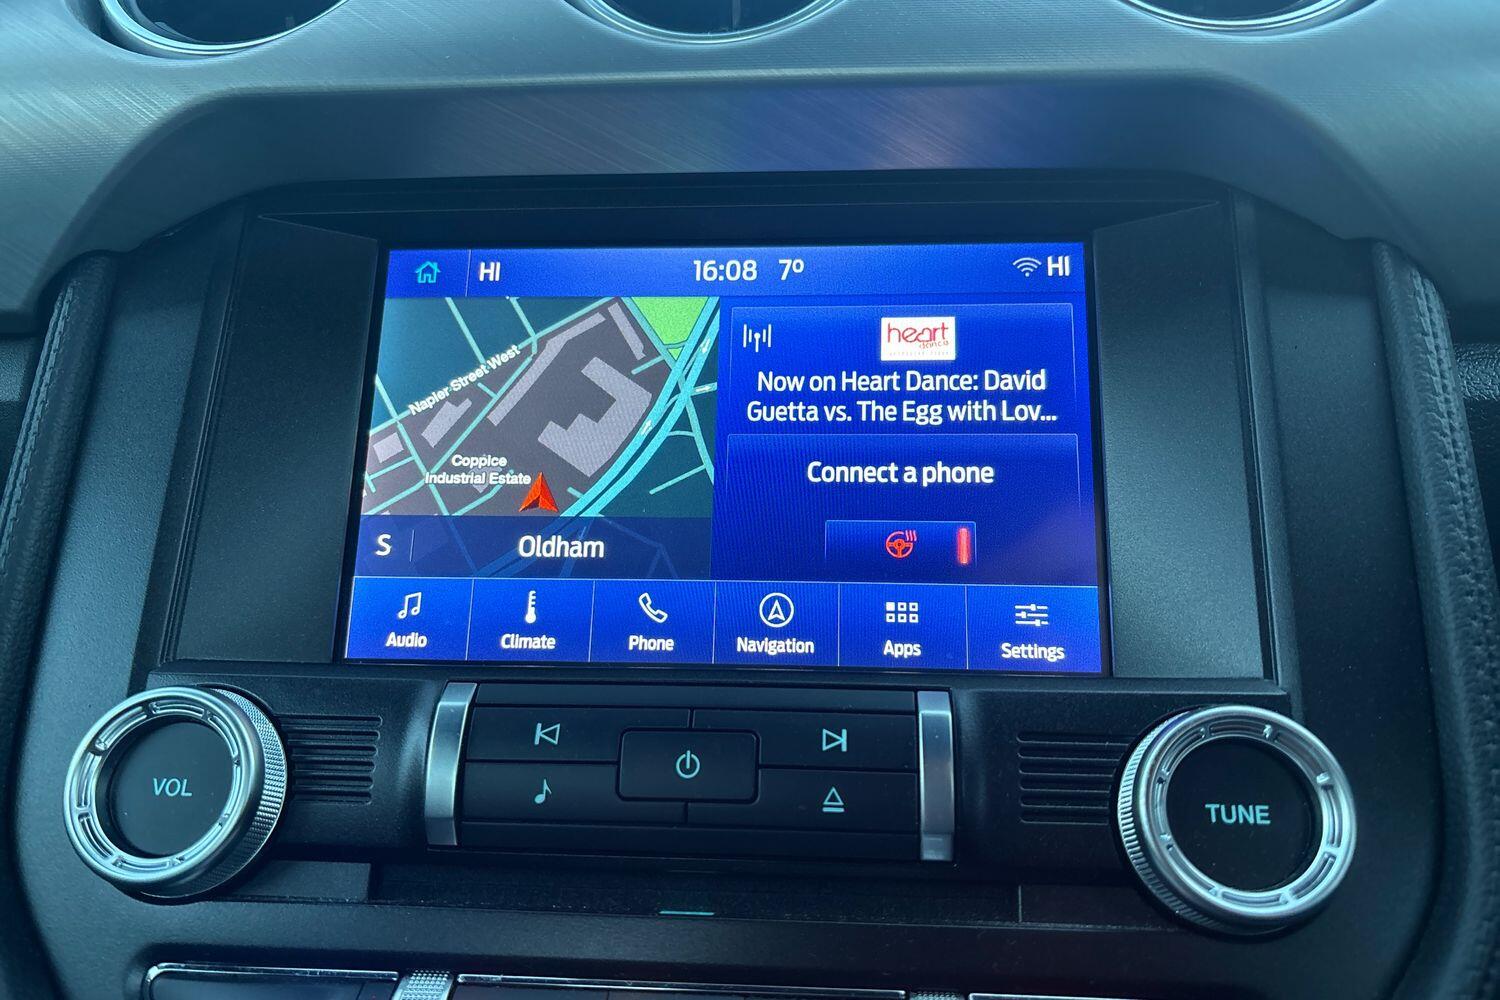 HI
16:08 7°
HI
Napier Street West
Coppice
Industrial Estate
S
Oldham
heart
dance
Now on Heart Dance: David
Guetta vs. The Egg with Lov...
Connect a phone
Audio
Climate
Phone
Navigation
Apps
Settings
VOL
TUNE